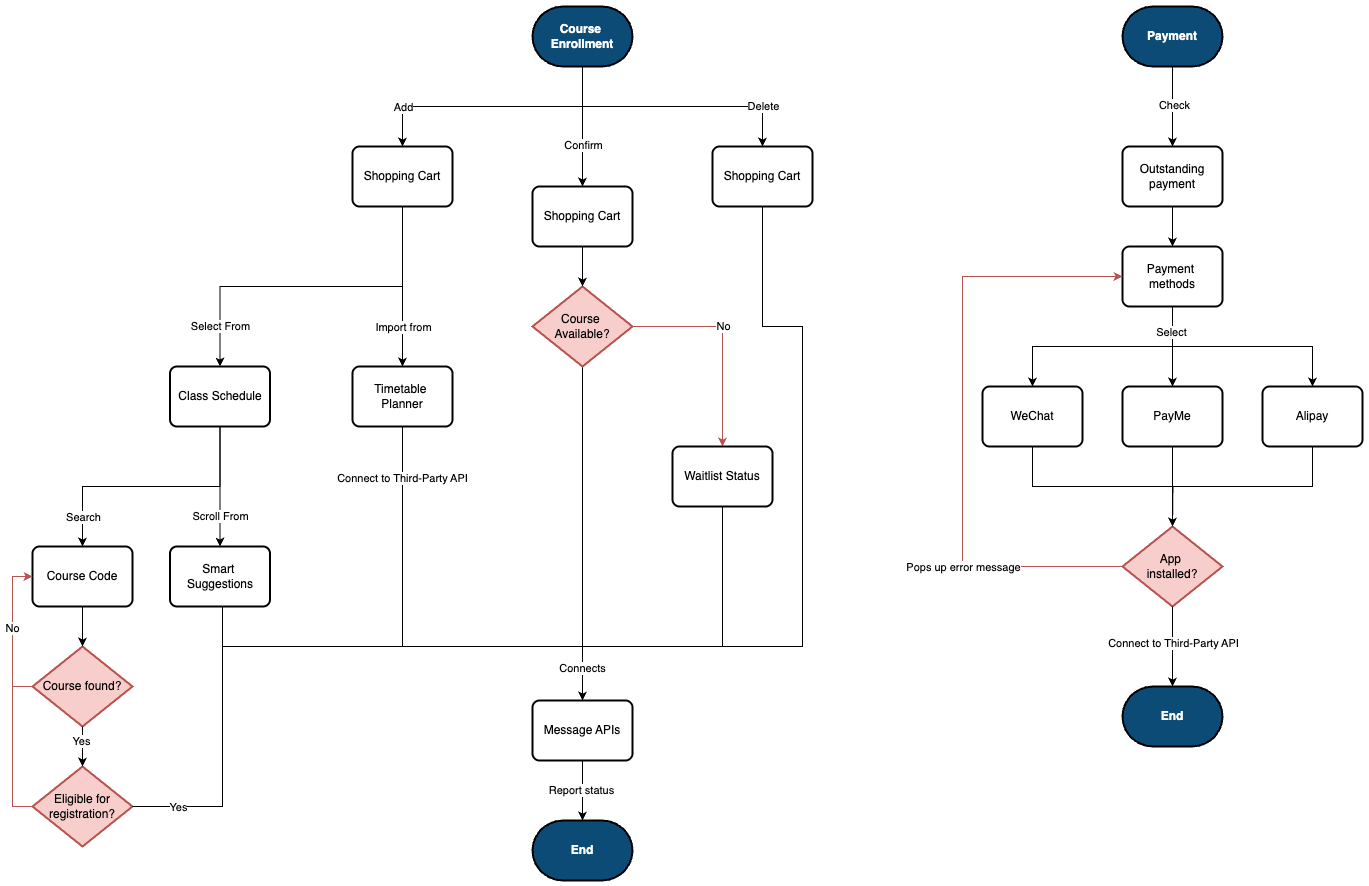 Course
Enrollment
Payment
Add
Delete
Check
Confirm
Shopping Cart
Shopping Cart
Outstanding
payment
Shopping Cart
Payment
methods
Select From
Import from
Course
Available?
No
Select
Class Schedule
Timetable
Planner
WeChat
PayMe
Alipay
Connect to Third-Party API
Waitlist Status
Search
Scroll From
Course Code
Smart
Suggestions
Pops up error message
App
installed?
No
Connect to Third-Party API
Connects
Course found?
Yes
Message APIs
End
Report status
Eligible for
registration?
Yes
End